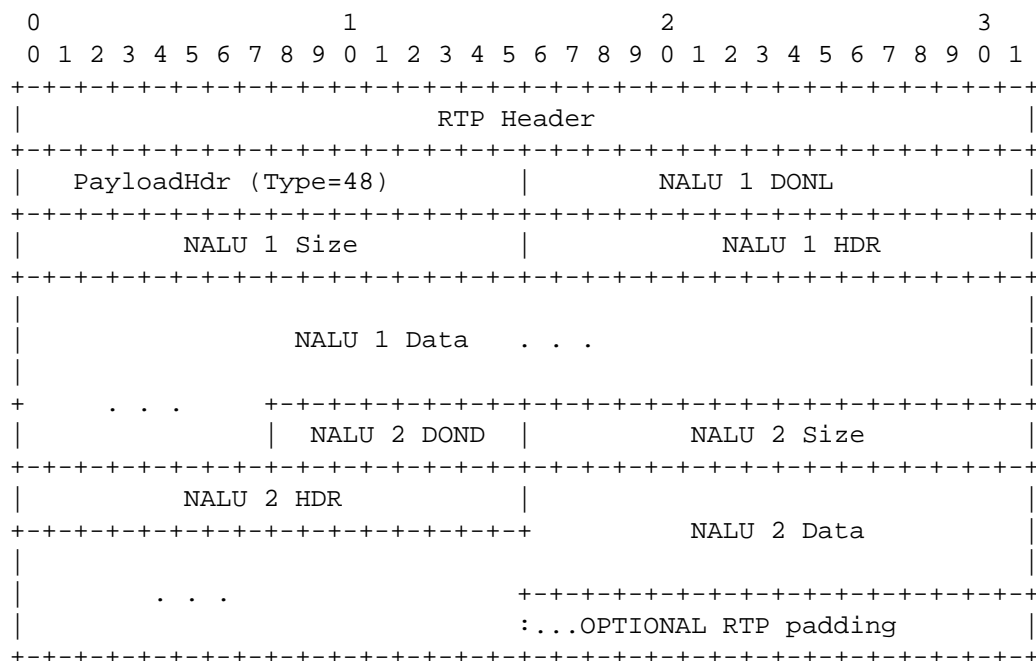 0                   1                   2                   3
 0 1 2 3 4 5 6 7 8 9 0 1 2 3 4 5 6 7 8 9 0 1 2 3 4 5 6 7 8 9 0 1
+-+-+-+-+-+-+-+-+-+-+-+-+-+-+-+-+-+-+-+-+-+-+-+-+-+-+-+-+-+-+-+-+
|                          RTP Header                           |
+-+-+-+-+-+-+-+-+-+-+-+-+-+-+-+-+-+-+-+-+-+-+-+-+-+-+-+-+-+-+-+-+
|   PayloadHdr (Type=48)        |        NALU 1 DONL            |
+-+-+-+-+-+-+-+-+-+-+-+-+-+-+-+-+-+-+-+-+-+-+-+-+-+-+-+-+-+-+-+-+
|          NALU 1 Size          |            NALU 1 HDR         |
+-+-+-+-+-+-+-+-+-+-+-+-+-+-+-+-+-+-+-+-+-+-+-+-+-+-+-+-+-+-+-+-+
|                                                               |
|                 NALU 1 Data   . . .                           |
|                                                               |
+     . . .     +-+-+-+-+-+-+-+-+-+-+-+-+-+-+-+-+-+-+-+-+-+-+-+-+
|               |  NALU 2 DOND  |          NALU 2 Size          |
+-+-+-+-+-+-+-+-+-+-+-+-+-+-+-+-+-+-+-+-+-+-+-+-+-+-+-+-+-+-+-+-+
|          NALU 2 HDR           |                               |
+-+-+-+-+-+-+-+-+-+-+-+-+-+-+-+-+          NALU 2 Data          |
|                                                               |
|        . . .                  +-+-+-+-+-+-+-+-+-+-+-+-+-+-+-+-+
|                               :...OPTIONAL RTP padding        |
+-+-+-+-+-+-+-+-+-+-+-+-+-+-+-+-+-+-+-+-+-+-+-+-+-+-+-+-+-+-+-+-+